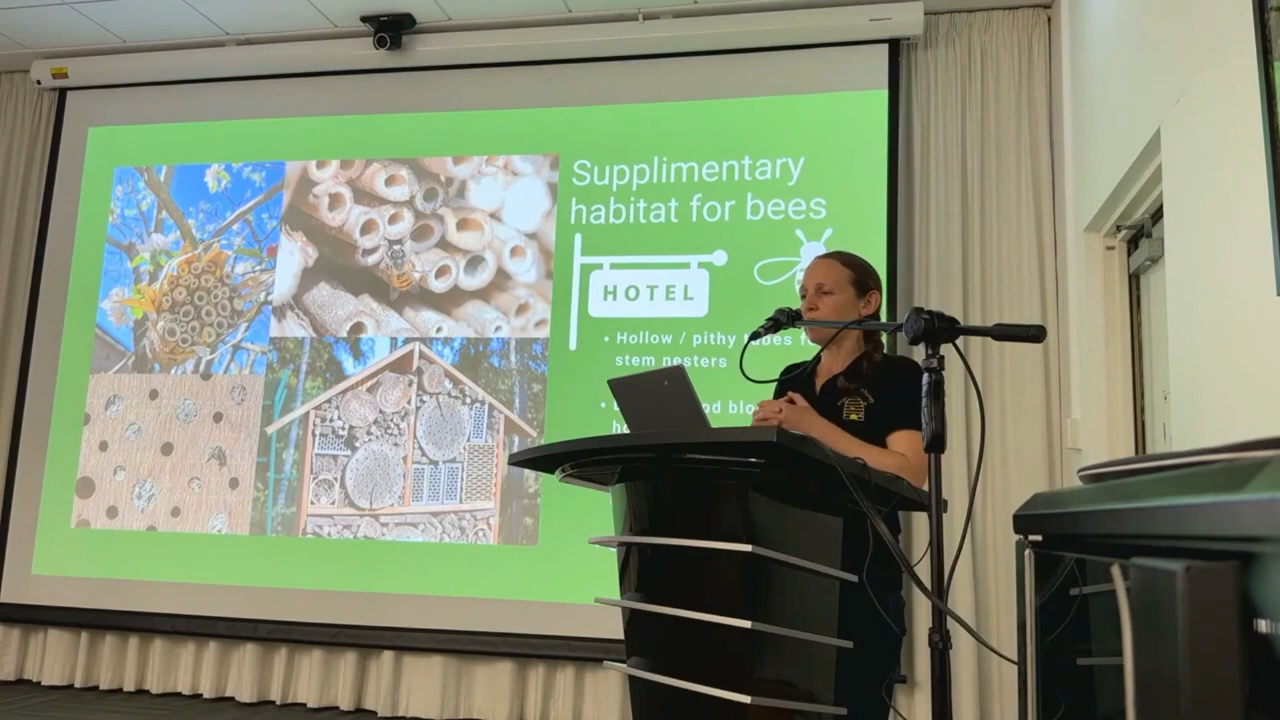 Supplimentary
habitat for bees
HOTEL
• Hollow / pithy tubes
stem nesters